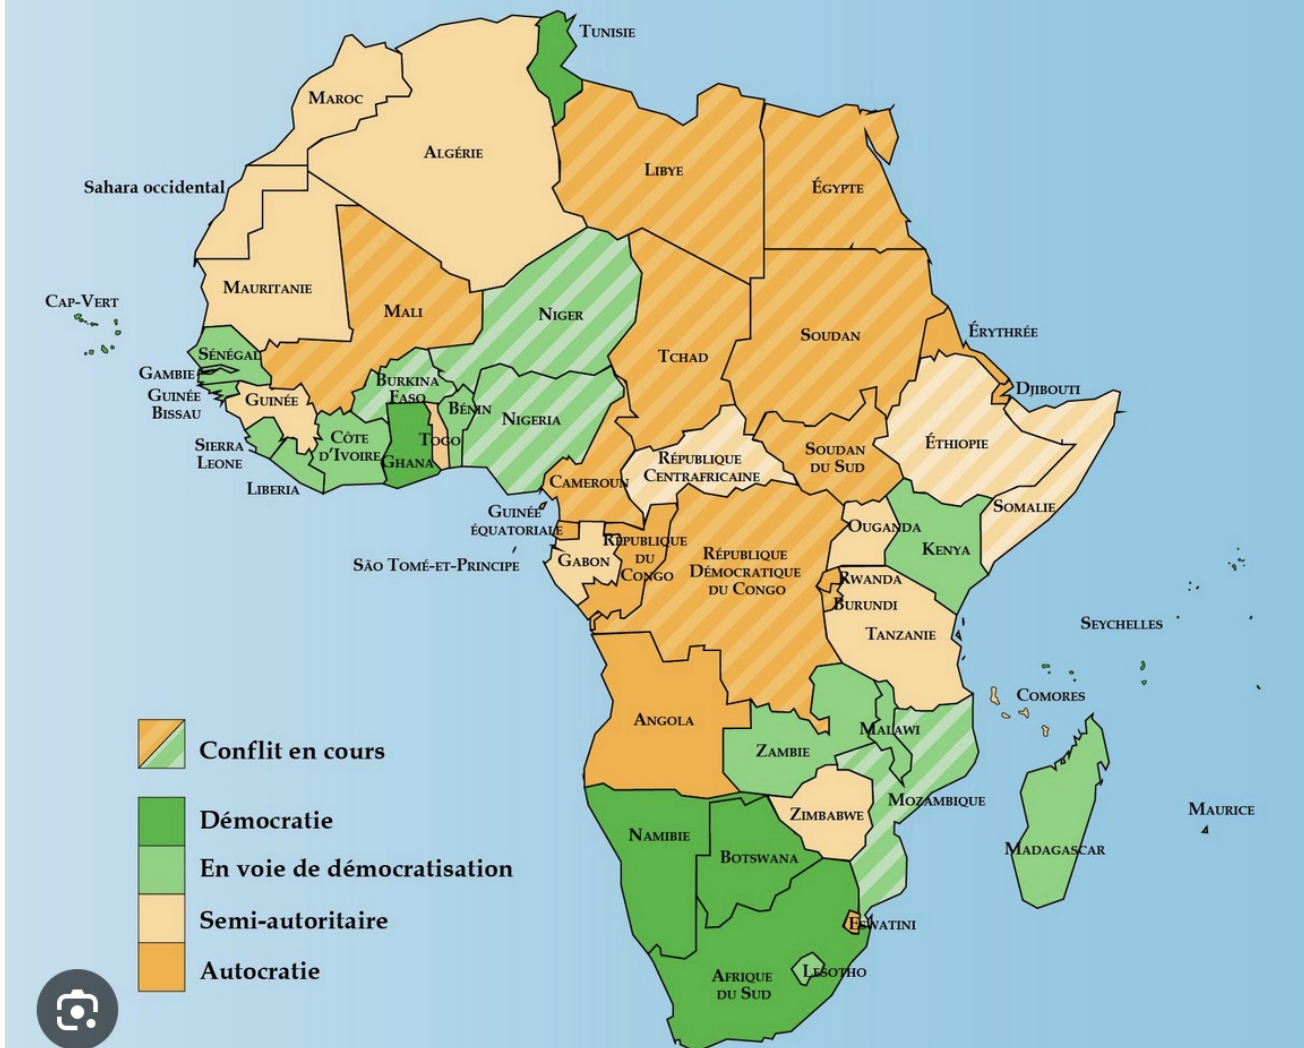 Tunisie
Maroc
Algérie
Libye
Égypte
Sahara occidental
Mauritanie
Mali
Niger
Tchad
Soudan
Érythrée
Cap-Vert
Sénégal
Gambie
Guinée
Bissau
Guinée
Sierra
Leone
Liberia
Côte
d'Ivoire
Burkina
Faso
Ghana
Togo
Bénin
Nigeria
Cameroun
République
Centrafricaine
Soudan
du Sud
Éthiopie
Djibouti
Somalie
Guinée
équatoriale
São Tomé-et-Principe
Gabon
République
du
Congo
République
Démocratique
du Congo
Ouganda
Kenya
Rwanda
Burundi
Tanzanie
Seychelles
Comores
Angola
Zambie
Malawi
Mozambique
Zimbabwe
Madagascar
Maurice
Namibie
Botswana
Eswatini
Lesotho
Afrique
du Sud
Conflit en cours
Démocratie
En voie de démocratisation
Semi-autoritaire
Autocratie